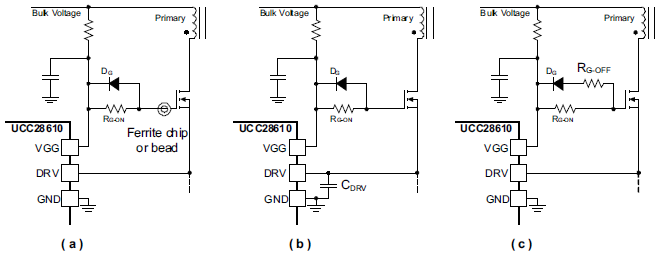 Bulk Voltage
Primary
DG
RG-ON
Ferrite chip
or bead
UCC28610
VGG
DRV
GND
( a )
Bulk Voltage
Primary
DG
RG-ON
UCC28610
VGG
DRV
CDRV
GND
( b )
Bulk Voltage
Primary
DG
RG-OFF
RG-ON
UCC28610
VGG
DRV
GND
( c )